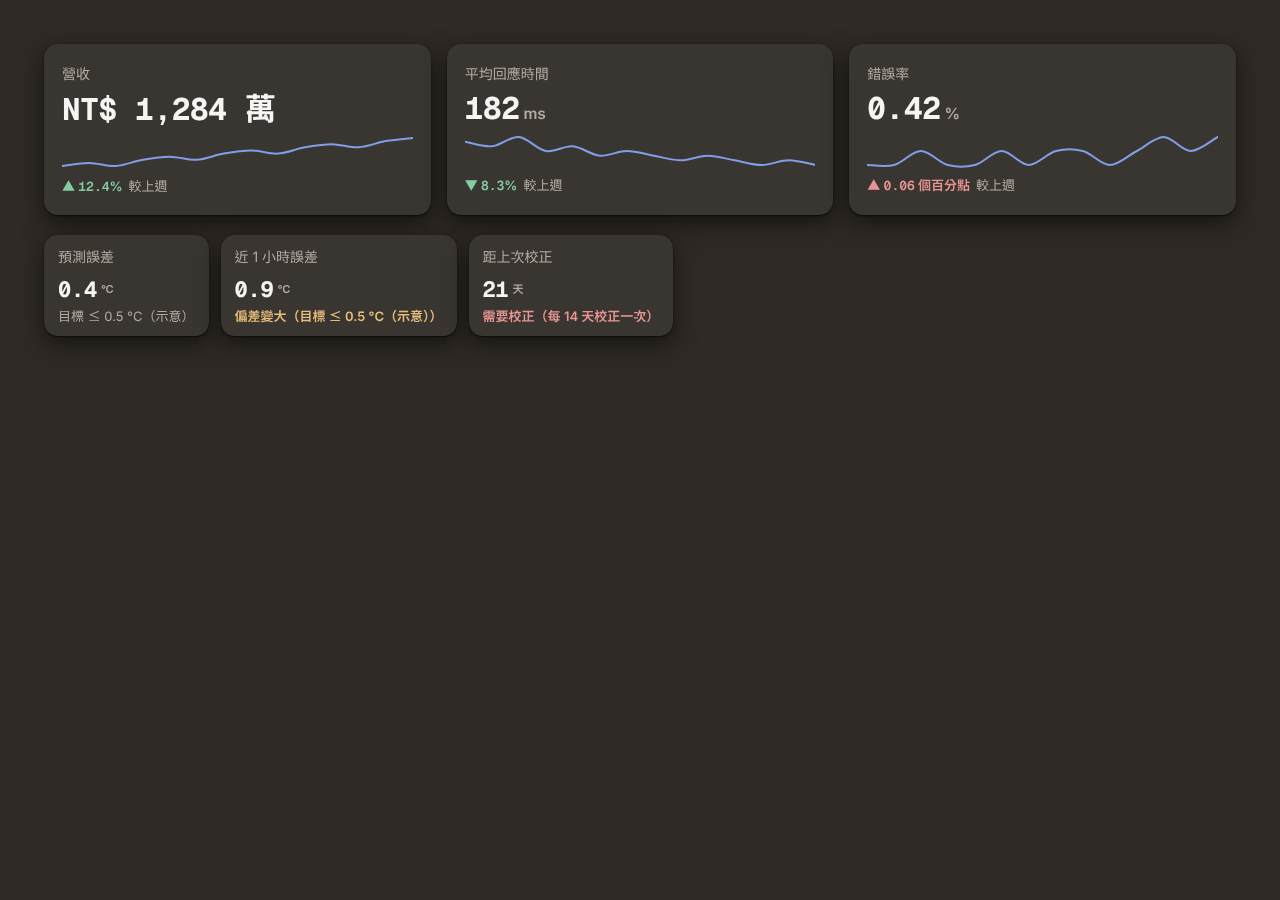 營收
NT$ 1,284 萬
▲ 12.4% 較上週
平均回應時間
182 ms
▼ 8.3% 較上週
錯誤率
0.42 %
▲ 0.06 個百分點 較上週
預測誤差
0.4 °C
目標 ≤ 0.5 °C（示意）
近 1 小時誤差
0.9 °C
偏差變大（目標 ≤ 0.5 °C（示意））
距上次校正
21 天
需要校正（每 14 天校正一次）